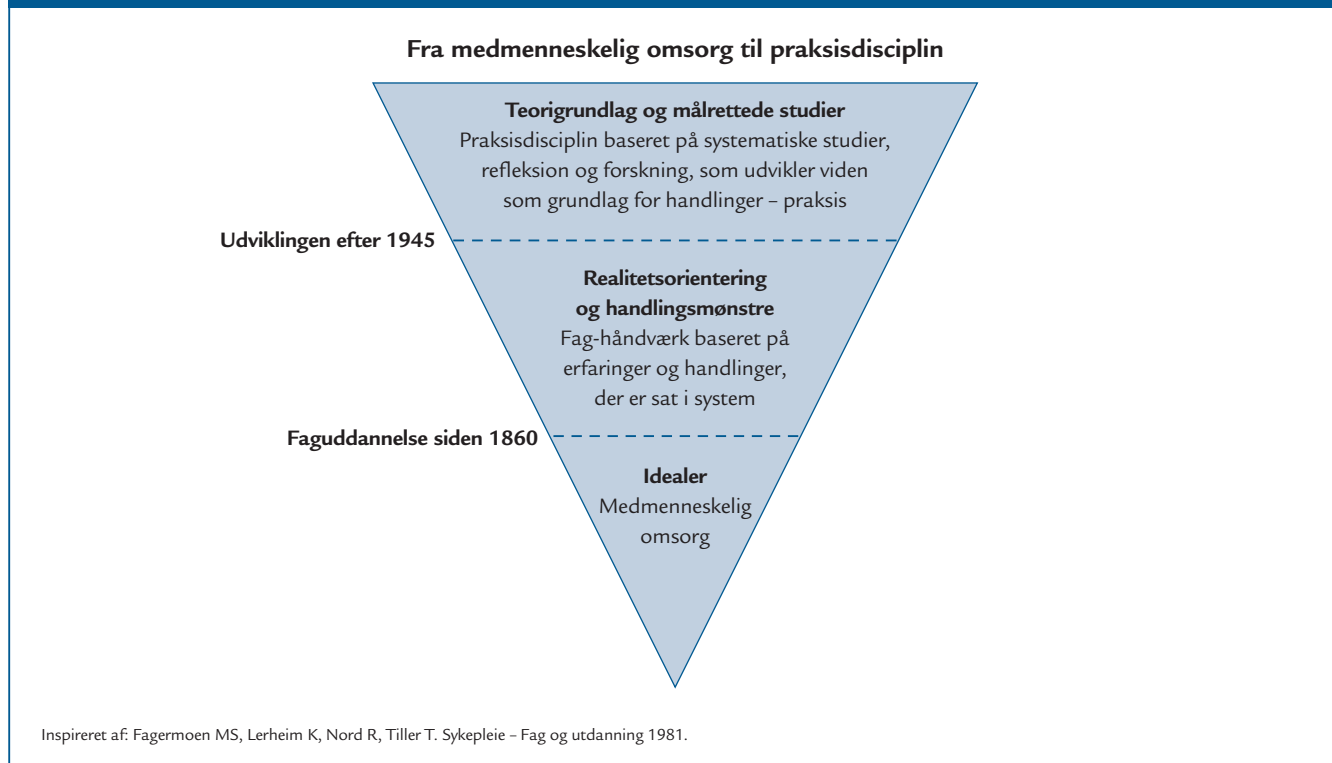 Fra medmenneskelig omsorg til praksisdisciplin
Teorigrundlag og målrettede studier
Praksisdisciplin baseret på systematiske studier,
refleksion og forskning, som udvikler viden
som grundlag for handlinger – praksis
Udviklingen efter 1945
Realitetsorientering
og handlingsmønstre
Fag-håndværk baseret på
erfaringer og handlinger,
der er sat i system
Faguddannelse siden 1860
Idealer
Medmenneskelig
omsorg
Inspireret af: Fagermoen MS, Lerheim K, Nord R, Tiller T. Sykepleie – Fag og utdanning 1981.